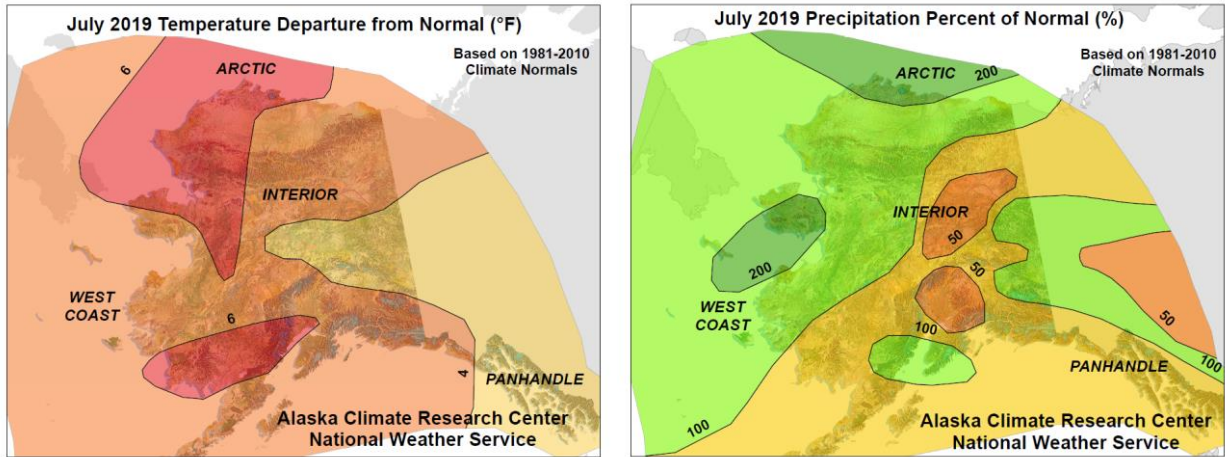 July 2019 Temperature Departure from Normal (°F)
Based on 1981-2010
Climate Normals
6
ARCTIC
INTERIOR
WEST
COAST
6
4
PANHANDLE
Alaska Climate Research Center
National Weather Service
July 2019 Precipitation Percent of Normal (%)
Based on 1981-2010
Climate Normals
ARCTIC
200
INTERIOR
50
200
50
WEST
COAST
100
50
100
PANHANDLE
100
Alaska Climate Research Center
National Weather Service